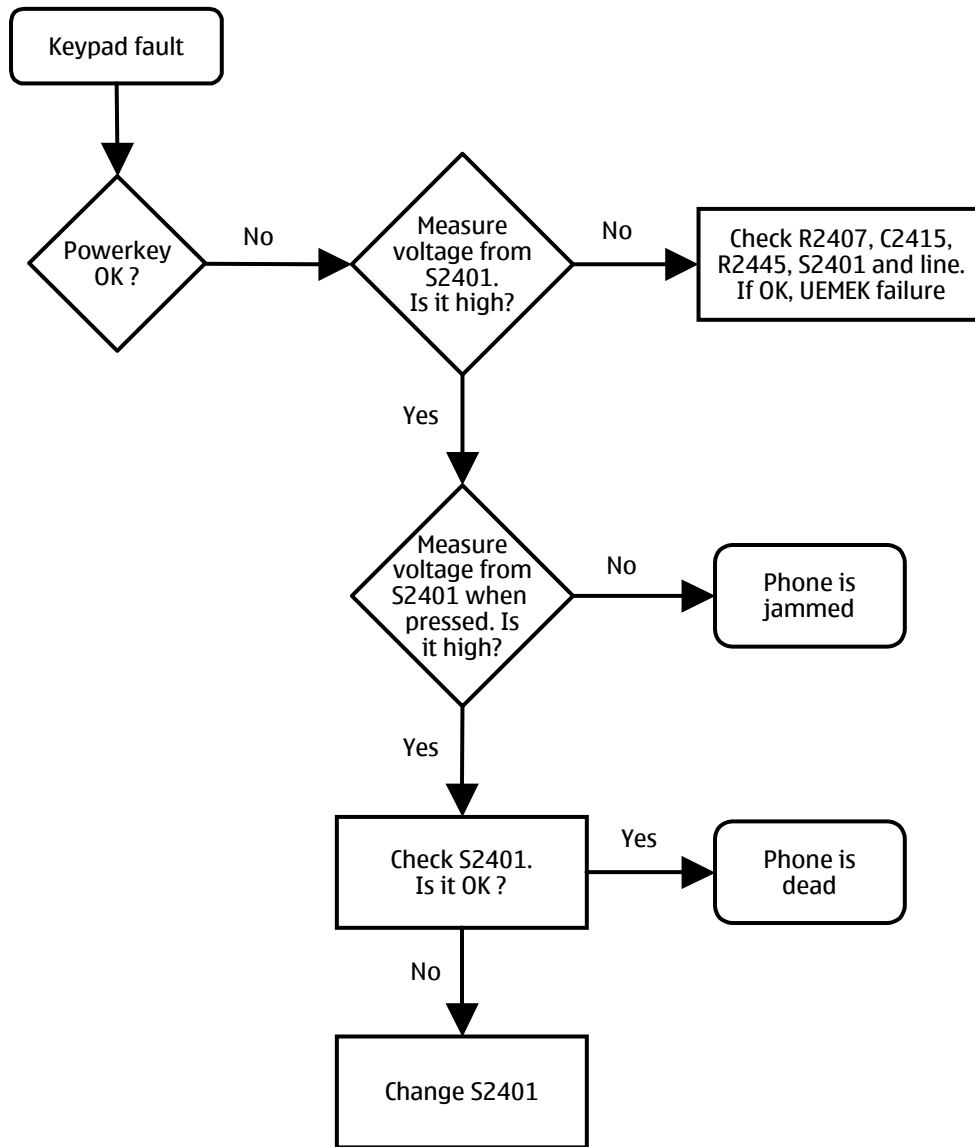 Keypad fault
Powerkey
OK ?
No
Measure
voltage from
S2401.
Is it high?
No
Check R2407, C2415,
R2445, S2401 and line.
If OK, UEMEK failure
Yes
Measure
voltage from
S2401 when
pressed. Is
it high?
No
Phone is
jammed
Yes
Check S2401.
Is it OK ?
Yes
Phone is
dead
No
Change S2401